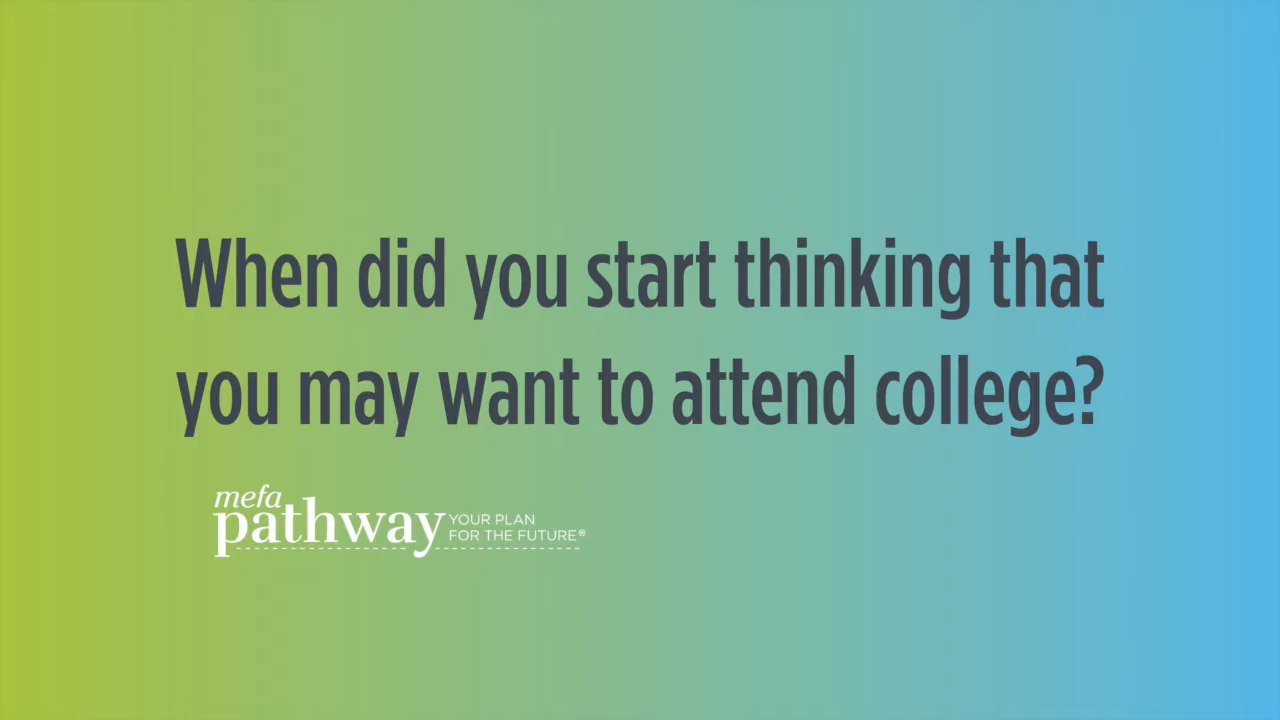 When did you start thinking that
you may want to attend college?
mefa
pathway
YOUR PLAN
FOR THE FUTURE®